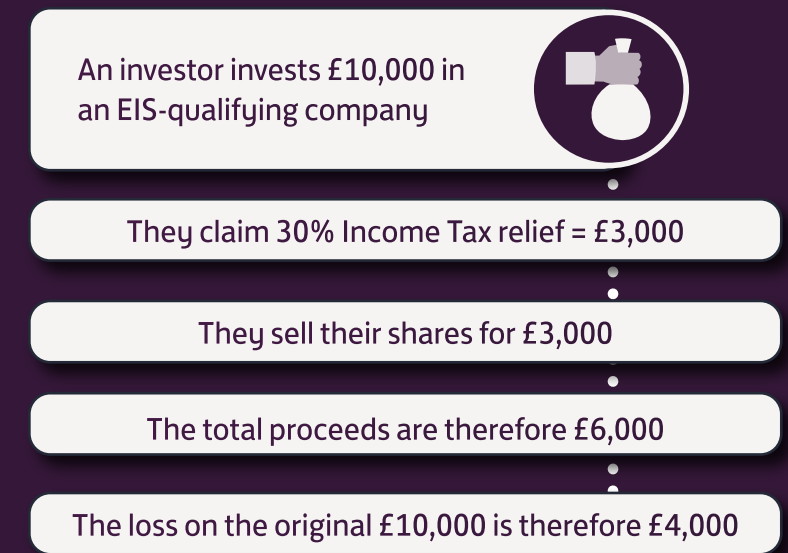 An investor invests £10,000 in
an EIS-qualifying company
They claim 30% Income Tax relief = £3,000
They sell their shares for £3,000
The total proceeds are therefore £6,000
The loss on the original £10,000 is therefore £4,000